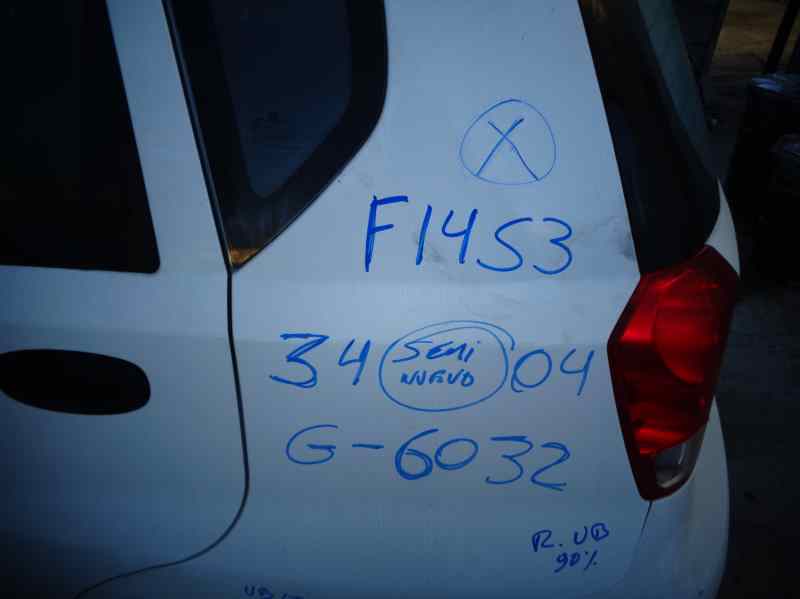 X
F1453
34 SEMI NUEVO 04
G-6032
R. UB
90%